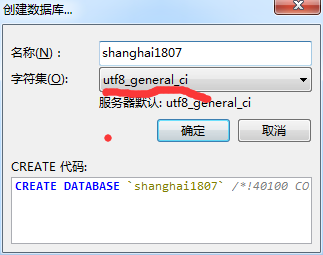 创建数据库...
名称(N) :
shanghai1807
字符集(O):
utf8_general_ci
服务器默认: utf8_general_ci
确定
取消
CREATE 代码:
CREATE DATABASE `shanghai1807` /*!40100 CO